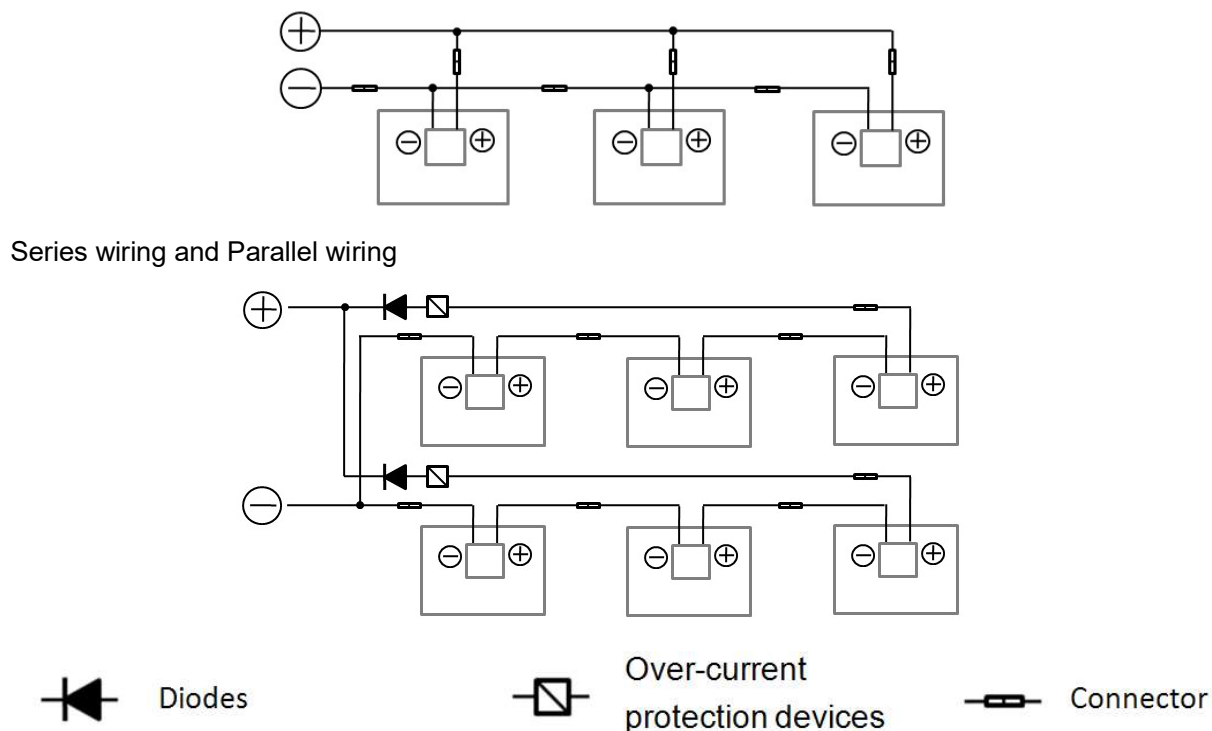 Series wiring and Parallel wiring
Diodes
Over-current
protection devices
Connector